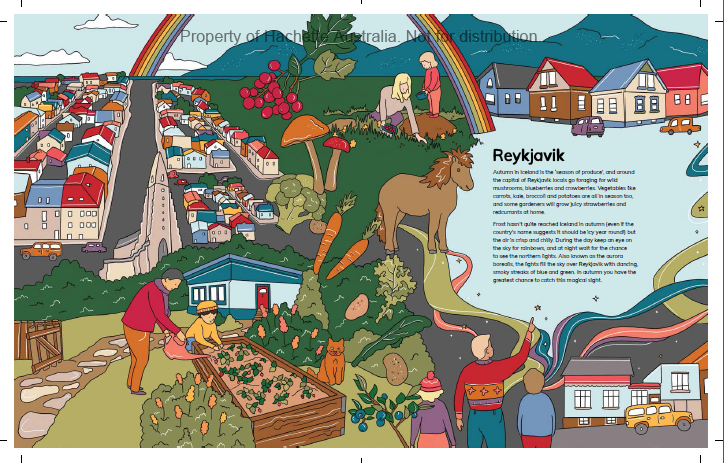 Property of Hachette Australia. Not for distribution
Reykjavik
Autumn in Iceland is the 'season of produce', and around
the capital of Reykjavik locals go foraging for wild
mushrooms, blueberries and crowberries. Vegetables like
carrots, kale, broccoli and potatoes are all in season too,
and some gardeners will grow juicy strawberries and
redcurrants at home.
Frost hasn't quite reached Iceland in autumn (even if the
country's name suggests it should be icy year round!) but
the air is crisp and chilly. During the day keep an eye on
the sky for rainbows, and at night wait for the chance
to see the northern lights. Also known as the aurora
borealis, the lights fill the sky over Reykjavik with dancing,
smoky streaks of blue and green. In autumn you have the
greatest chance to catch this magical sight.